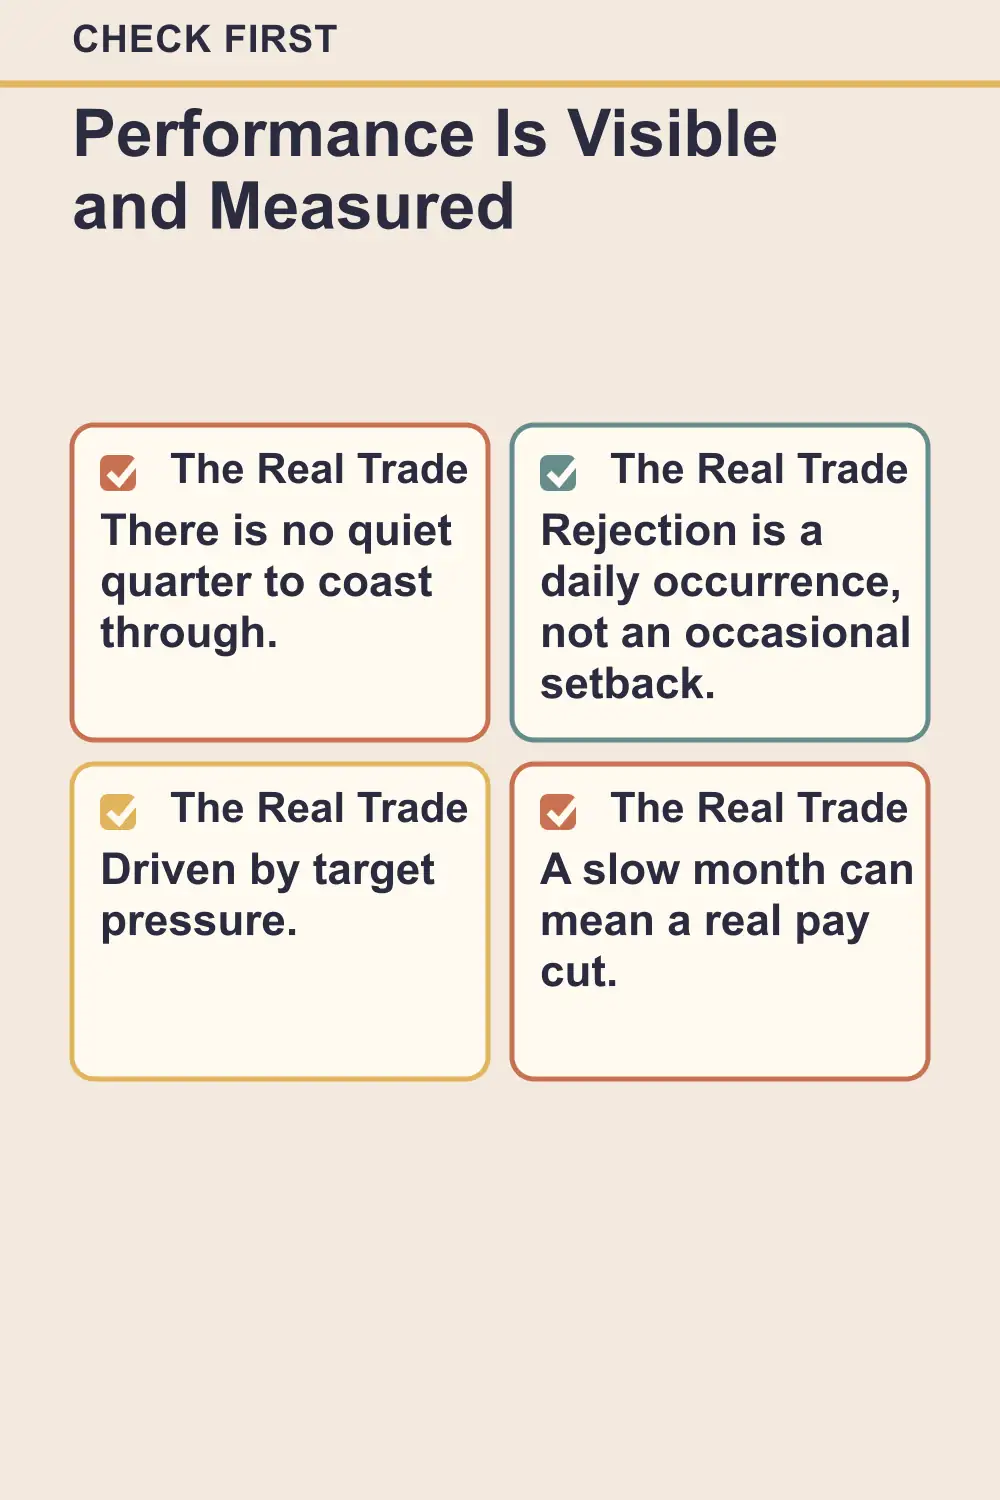 CHECK FIRST
Performance Is Visible
and Measured
The Real Trade
There is no quiet
quarter to coast
through.
The Real Trade
Rejection is a
daily occurrence,
not an occasional
setback.
The Real Trade
Driven by target
pressure.
The Real Trade
A slow month can
mean a real pay
cut.